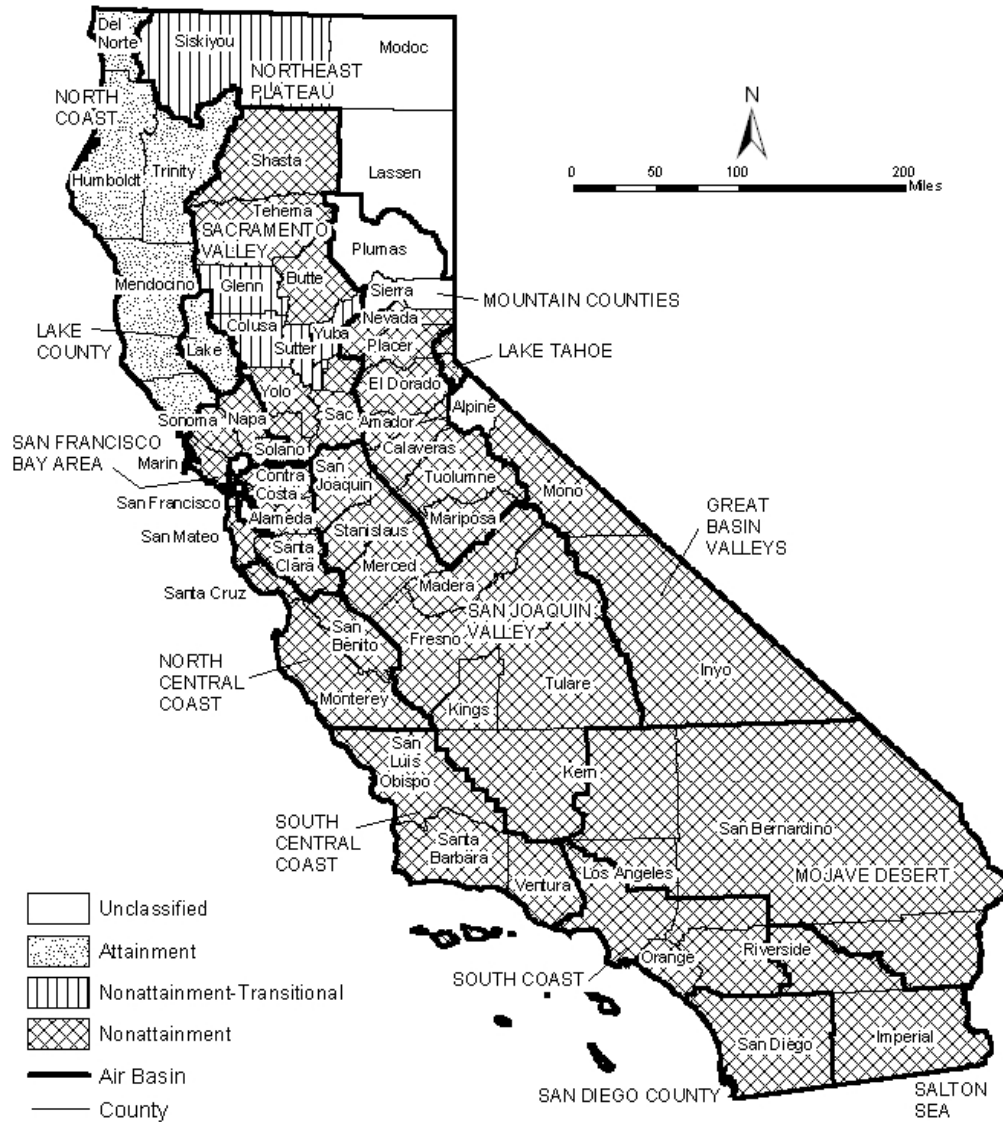 Del
Norte
Siskiyou
Modoc
NORTHEAST
PLATEAU
NORTH
COAST
N
0 50 100 200
Miles
Shasta
Humboldt
Trinity
Lassen
Tehema
SACRAMENTO
VALLEY
Plumas
Butte
Mendocino
Glenn
Sierra
MOUNTAIN COUNTIES
Nevada
Colusa
Yuba
Placer
LAKE
COUNTY
Lake
Sutter
LAKE TAHOE
El Dorado
Yolo
Alpine
Sonoma
Napa
Sac
Amador
SAN FRANCISCO
BAY AREA
Solano
Calaveras
Marin
Contra
Costa
San
Joaquin
Tuolumne
Mono
San Francisco
Alameda
Mariposa
GREAT
BASIN
VALLEYS
San Mateo
Stanislaus
Santa
Clara
Merced
Madera
Santa Cruz
SAN JOAQUIN
VALLEY
San
Benito
Fresno
NORTH
CENTRAL
COAST
Inyo
Monterey
Kings
Tulare
San
Luis
Obispo
Kern
SOUTH
CENTRAL
COAST
Santa
Barbara
San Bernardino
Ventura
Los Angeles
MOJAVE DESERT
Orange
Riverside
SOUTH COAST
San Diego
Imperial
SAN DIEGO COUNTY
SALTON
SEA
Unclassified
Attainment
Nonattainment-Transitional
Nonattainment
Air Basin
County